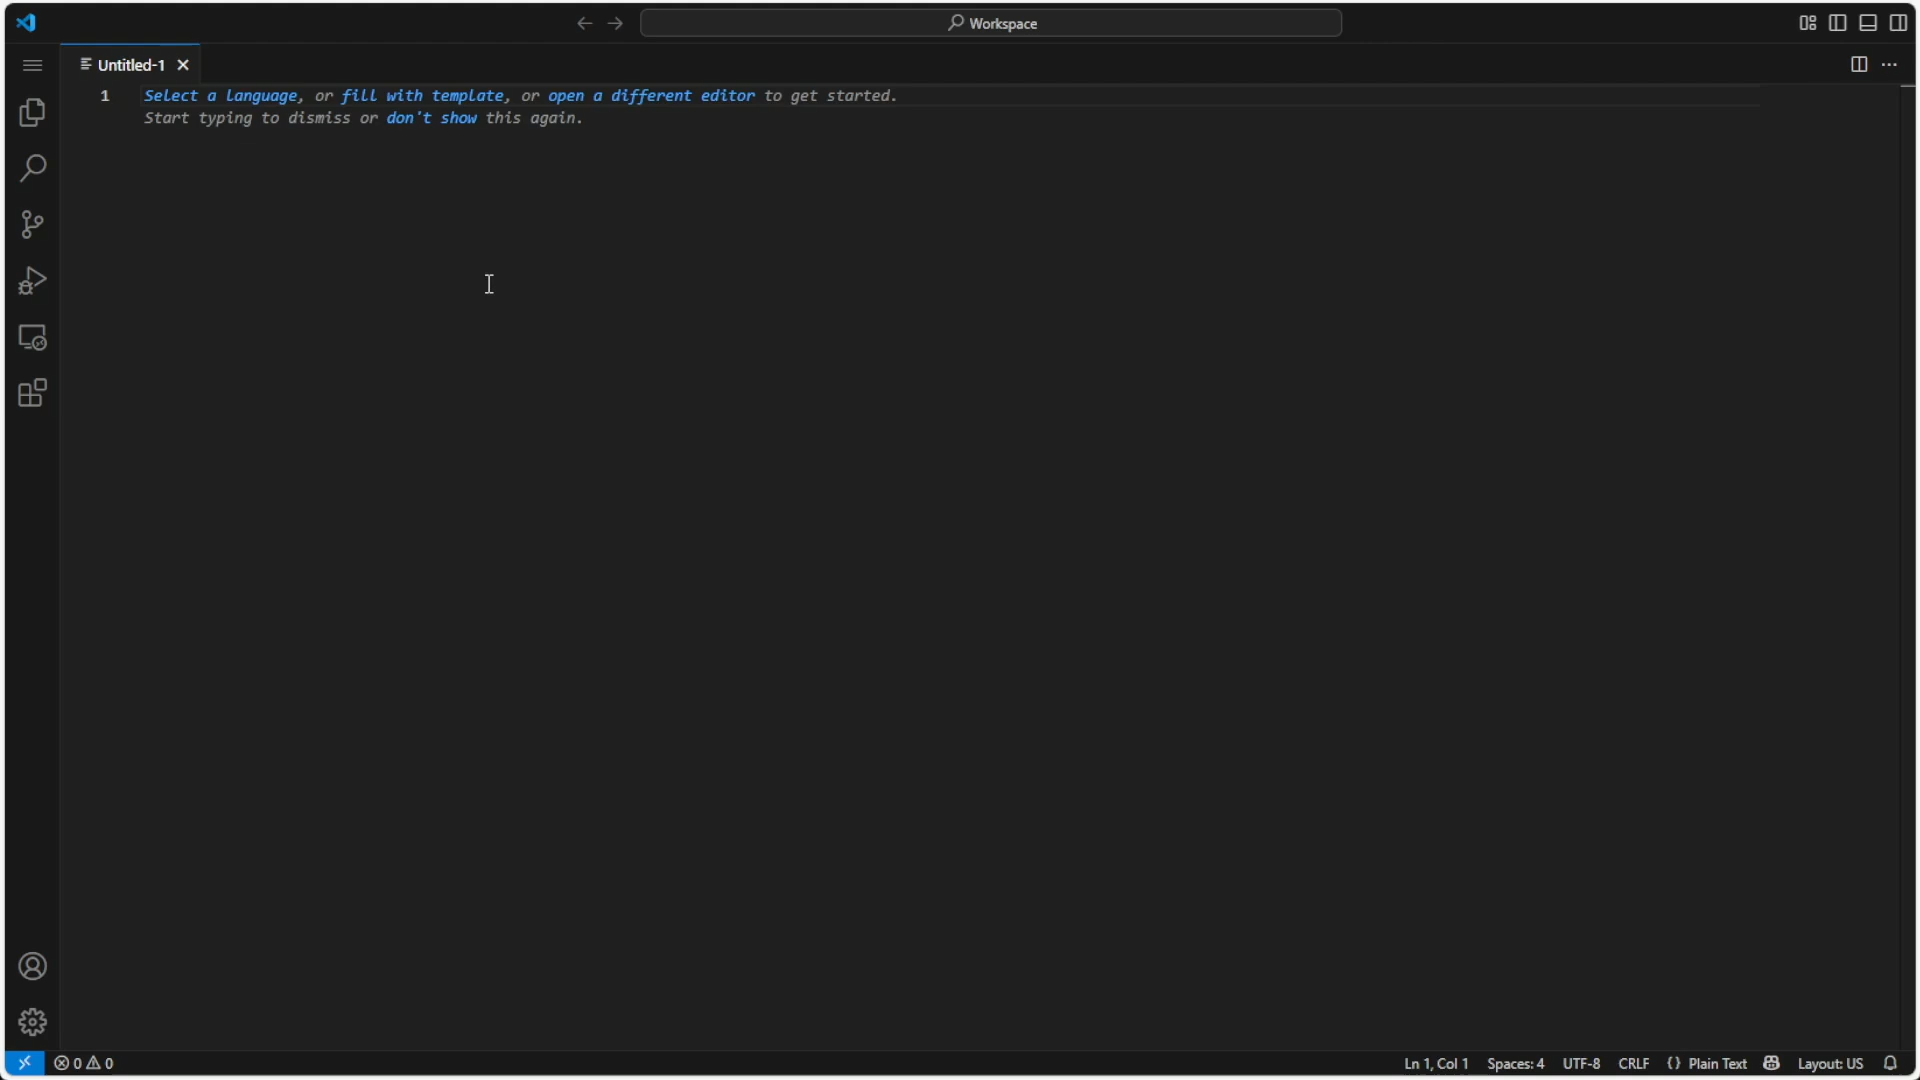 Workspace
Untitled-1
1 Select a language, or fill with template, or open a different editor to get started.
Start typing to dismiss or don't show this again.
0 0
Ln 1, Col 1 Spaces: 4 UTF-8 CRLF {} Plain Text Layout: US